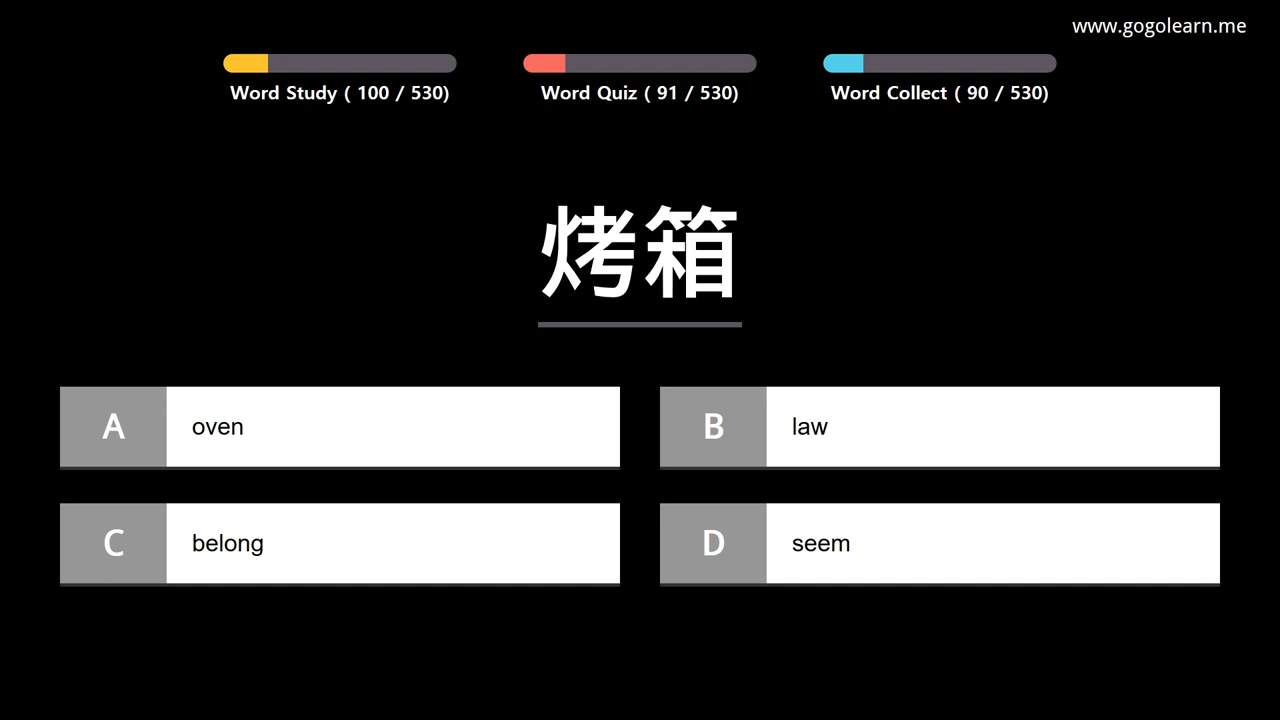 www.gogolearn.me
Word Study ( 100 / 530)
Word Quiz ( 91 / 530)
Word Collect ( 90 / 530)
烤箱
A oven
B law
C belong
D seem